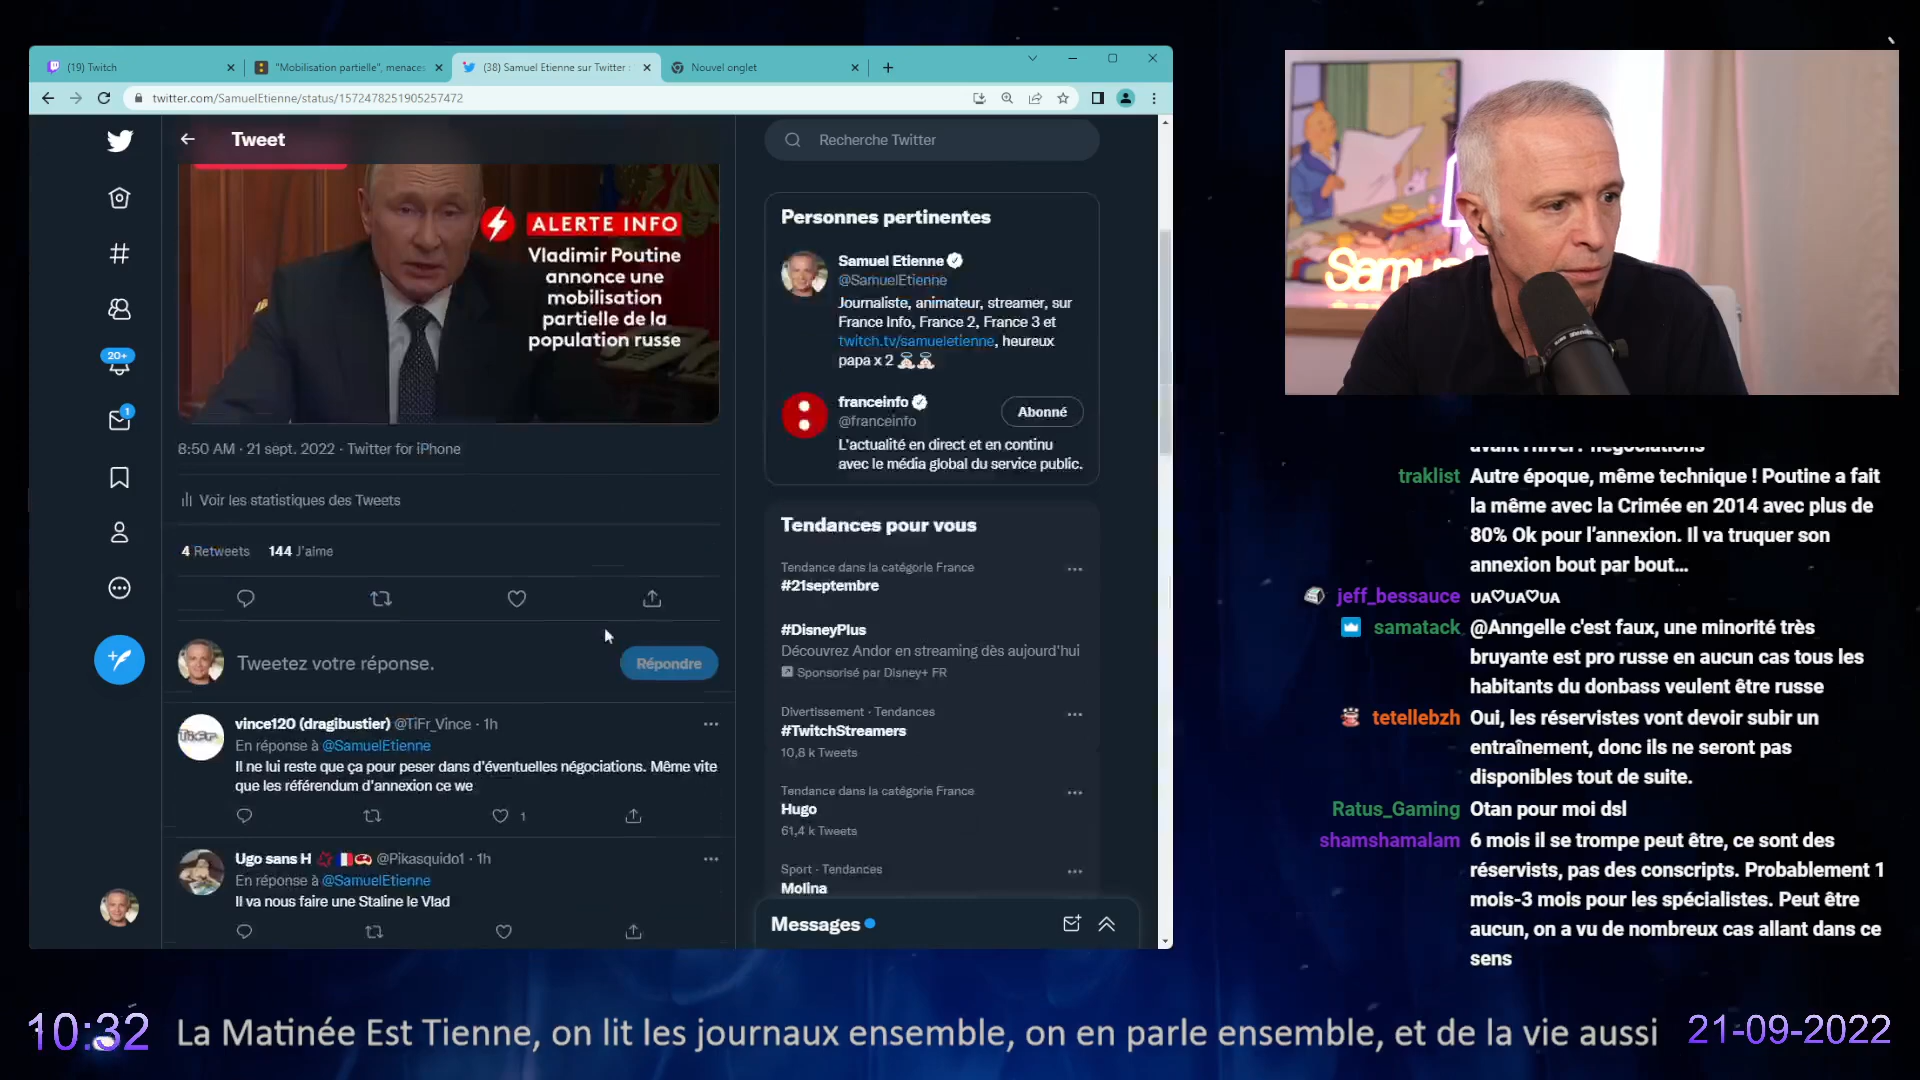 (19) Twitch
"Mobilisation partielle", menaces
(38) Samuel Etienne sur Twitter :
Nouvel onglet
twitter.com/SamuelEtienne/status/1572478251905257472
Tweet
ALERTE INFO
Vladimir Poutine
annonce une
mobilisation
partielle de la
population russe
8:50 AM · 21 sept. 2022 · Twitter for iPhone
Voir les statistiques des Tweets
4 Retweets 144 J'aime
Tweetez votre réponse.
Répondre
vince120 (dragibustier) @TiFr_Vince · 1h
En réponse à @SamuelEtienne
Il ne lui reste que ça pour peser dans d'éventuelles négociations. Même vite
que les référendum d'annexion ce we
1
Ugo sans H @Pikasquido1 · 1h
En réponse à @SamuelEtienne
Il va nous faire une Staline le Vlad
20+
1
Recherche Twitter
Personnes pertinentes
Samuel Etienne
@SamuelEtienne
Journaliste, animateur, streamer, sur
France Info, France 2, France 3 et
twitch.tv/samueletienne, heureux
papa x 2
franceinfo
@franceinfo
Abonné
L'actualité en direct et en continu
avec le média global du service public.
Tendances pour vous
Tendance dans la catégorie France
#21septembre
#DisneyPlus
Découvrez Andor en streaming dès aujourd'hui
Sponsorisé par Disney+ FR
Divertissement · Tendances
#TwitchStreamers
10,8 k Tweets
Tendance dans la catégorie France
Hugo
61,4 k Tweets
Sport · Tendances
Molina
Messages
Samu
avant l'hiver? négociations
traklist Autre époque, même technique ! Poutine a fait
la même avec la Crimée en 2014 avec plus de
80% Ok pour l'annexion. Il va truquer son
annexion bout par bout...
jeff_bessauce UA♡UA♡UA
samatack @Anngelle c'est faux, une minorité très
bruyante est pro russe en aucun cas tous les
habitants du donbass veulent être russe
tetellebzh Oui, les réservistes vont devoir subir un
entraînement, donc ils ne seront pas
disponibles tout de suite.
Ratus_Gaming Otan pour moi dsl
shamshamalam 6 mois il se trompe peut être, ce sont des
réservists, pas des conscripts. Probablement 1
mois-3 mois pour les spécialistes. Peut être
aucun, on a vu de nombreux cas allant dans ce
sens
10:32 La Matinée Est Tienne, on lit les journaux ensemble, on en parle ensemble, et de la vie aussi 21-09-2022